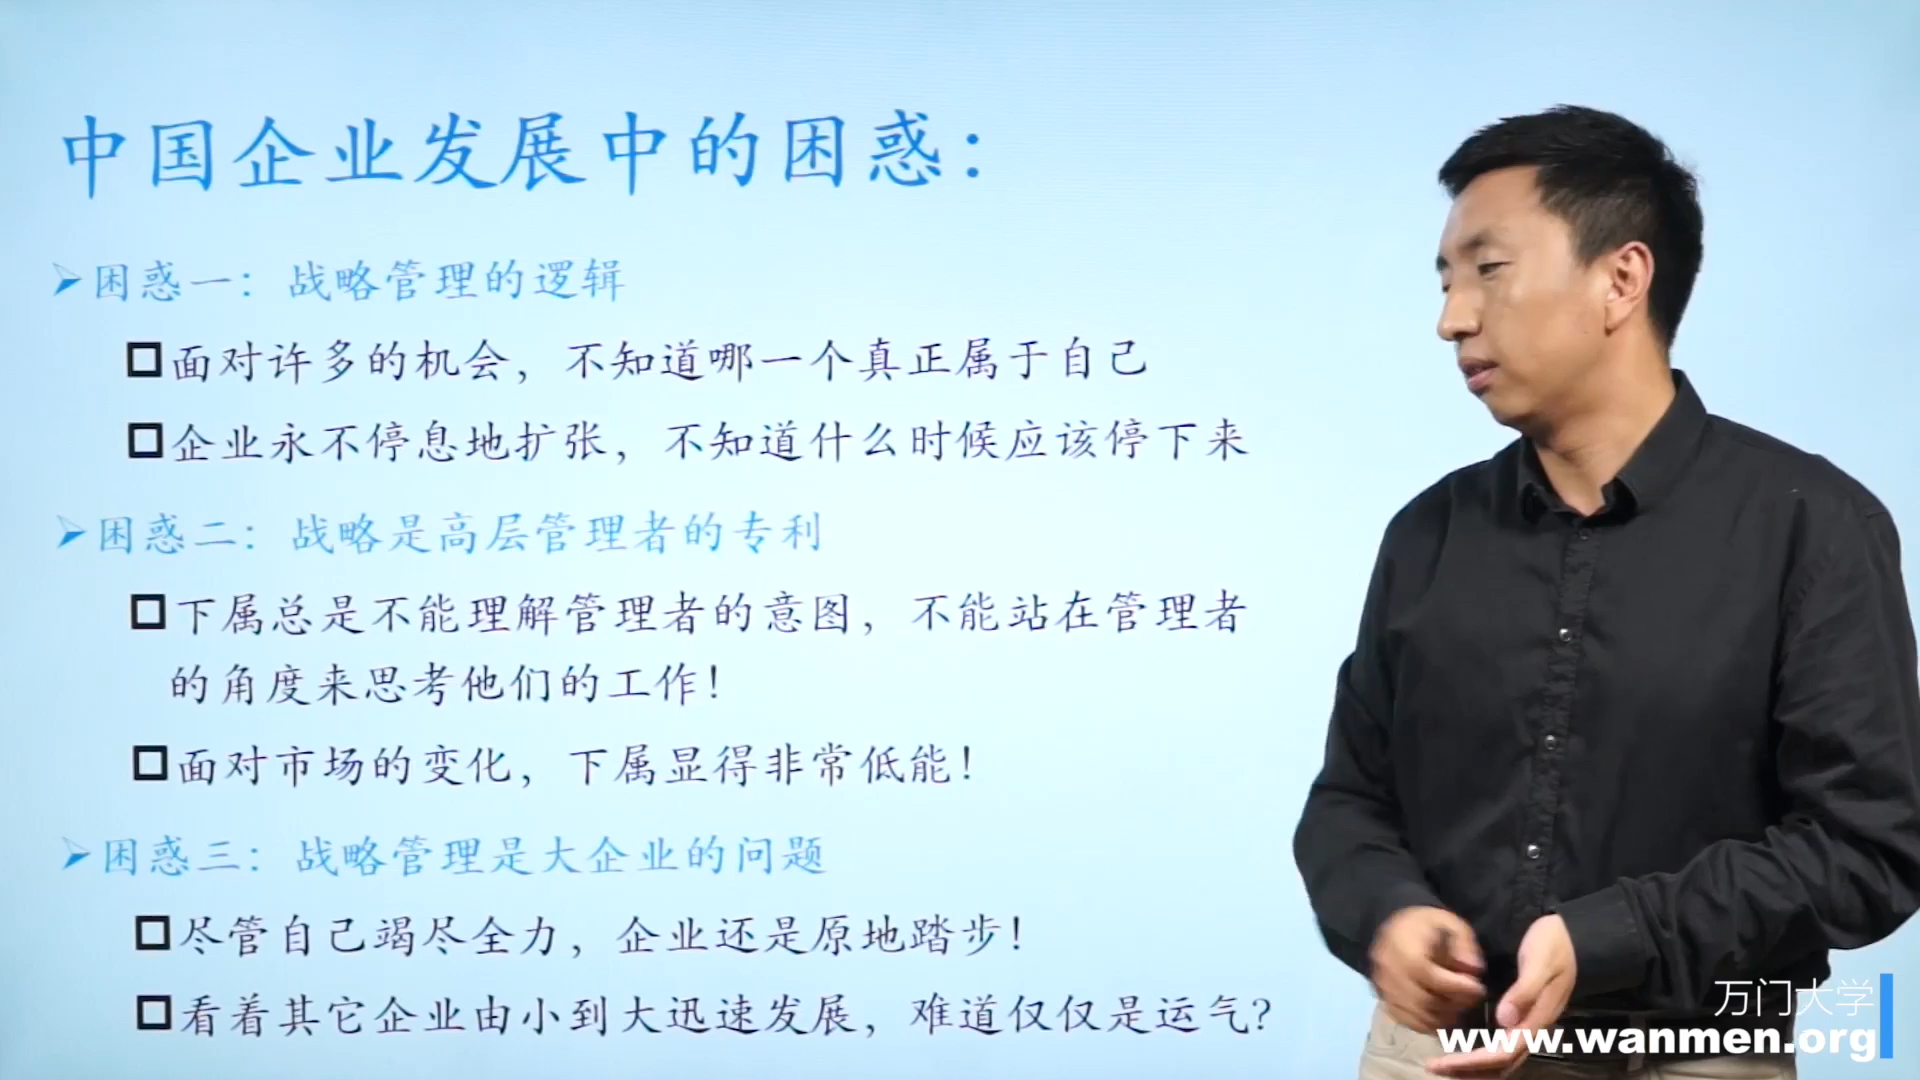 中国企业发展中的困惑：
➢困惑一：战略管理的逻辑
❑面对许多的机会，不知道哪一个真正属于自己
❑企业永不停息地扩张，不知道什么时候应该停下来
➢困惑二：战略是高层管理者的专利
❑下属总是不能理解管理者的意图，不能站在管理者
的角度来思考他们的工作！
❑面对市场的变化，下属显得非常低能！
➢困惑三：战略管理是大企业的问题
❑尽管自己竭尽全力，企业还是原地踏步！
❑看着其它企业由小到大迅速发展，难道仅仅是运气？
万门大学
www.wanmen.org